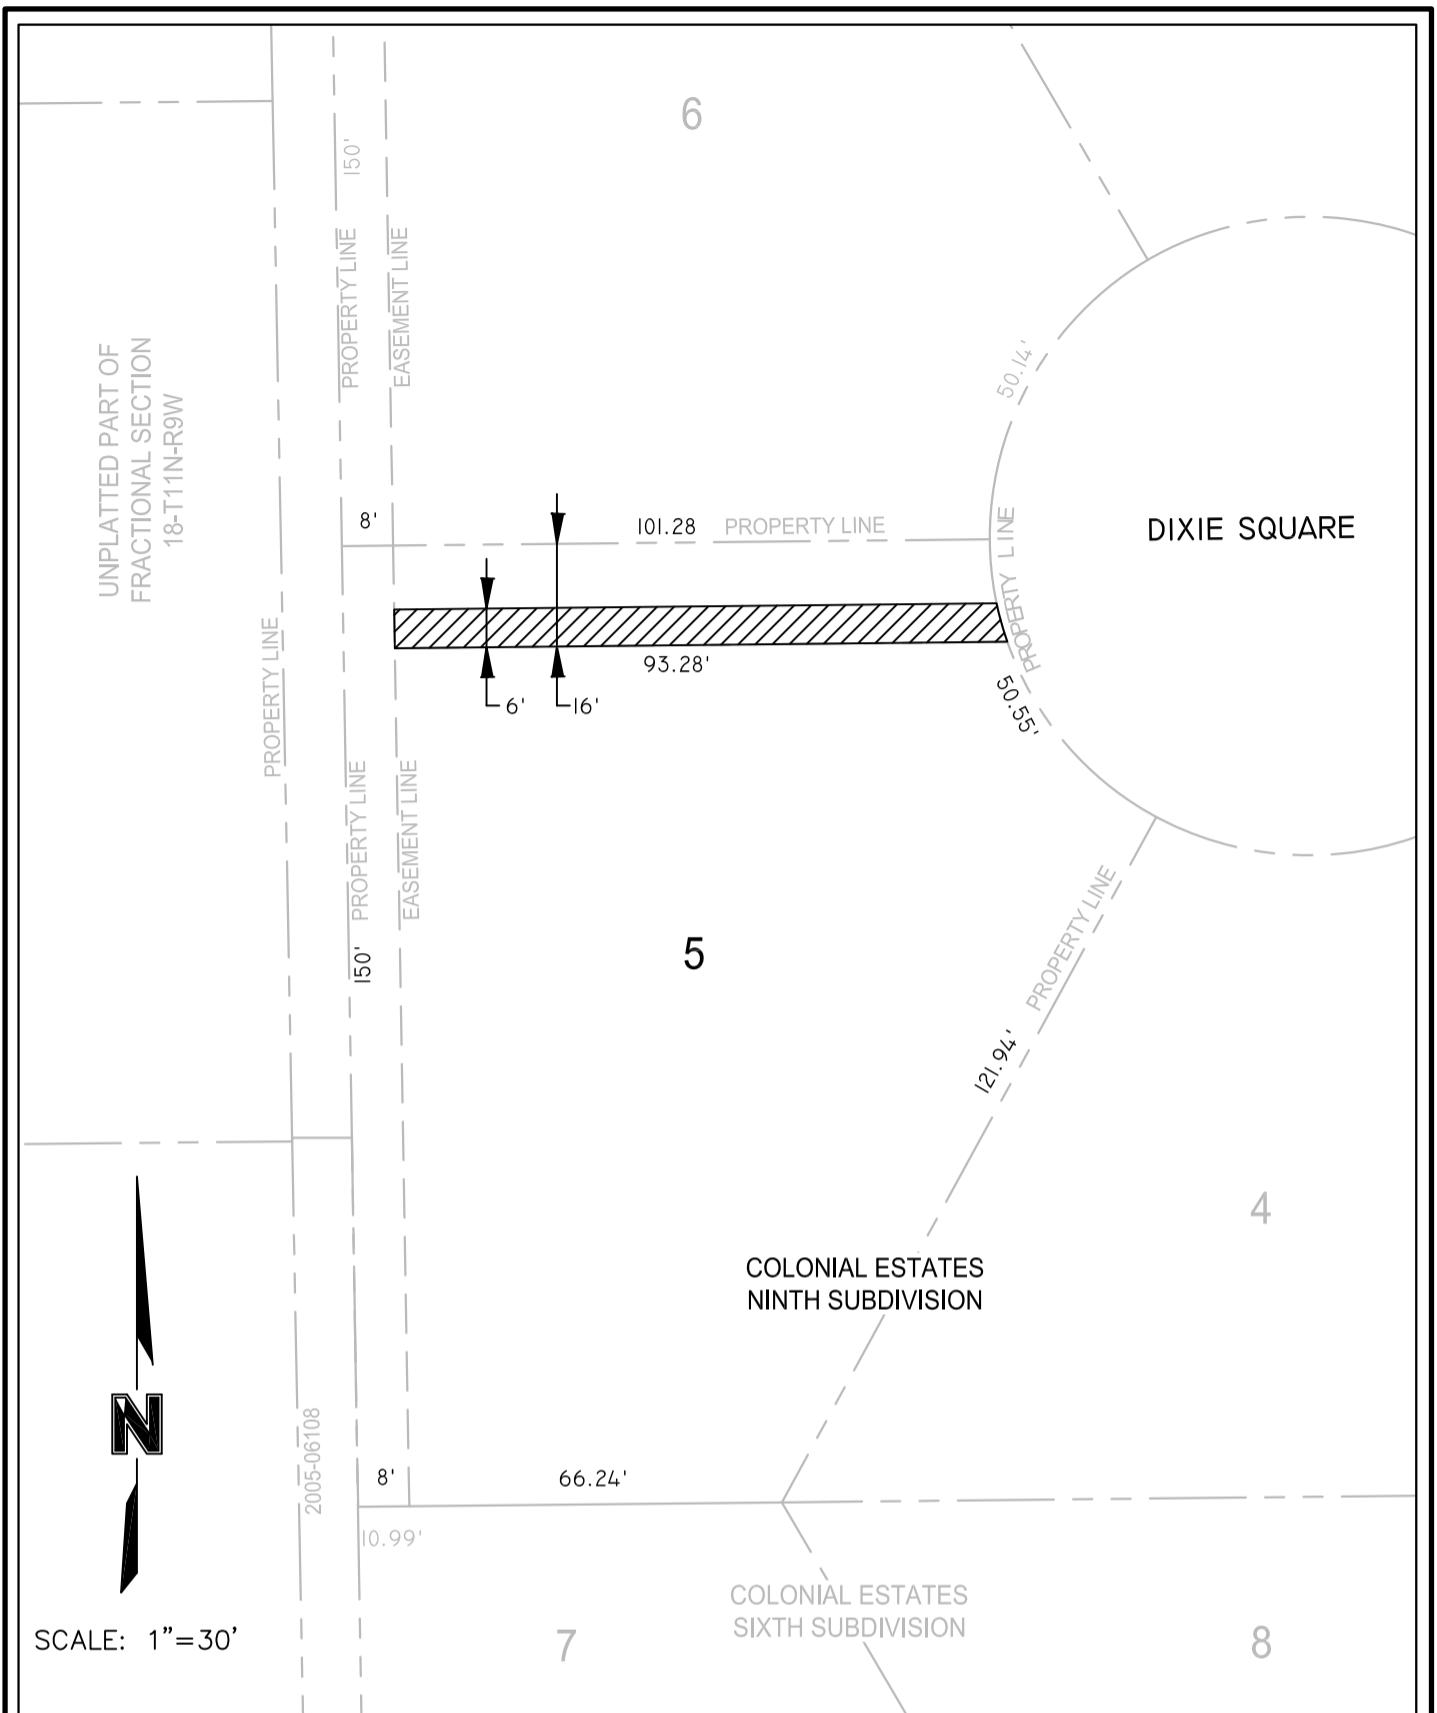 6
150'
PROPERTY LINE
EASEMENT LINE
UNPLATTED PART OF
FRACTIONAL SECTION
18-T11N-R9W
50.14'
8'
101.28
PROPERTY LINE
DIXIE SQUARE
PROPERTY LINE
PROPERTY LINE
93.28'
6'
16'
50.55'
PROPERTY LINE
EASEMENT LINE
150'
5
PROPERTY LINE
121.94'
4
COLONIAL ESTATES
NINTH SUBDIVISION
N
2005-06108
8'
66.24'
10.99'
COLONIAL ESTATES
SIXTH SUBDIVISION
SCALE: 1"=30'
7
8